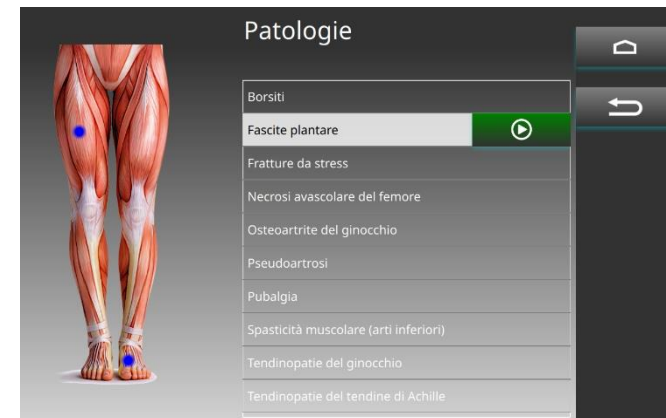 Patologie
Borsiti
Fascite plantare
Fratture da stress
Necrosi avascolare del femore
Osteoartrite del ginocchio
Pseudoartrosi
Pubalgia
Spasticità muscolare (arti inferiori)
Tendinopatie del ginocchio
Tendinopatie del tendine di Achille